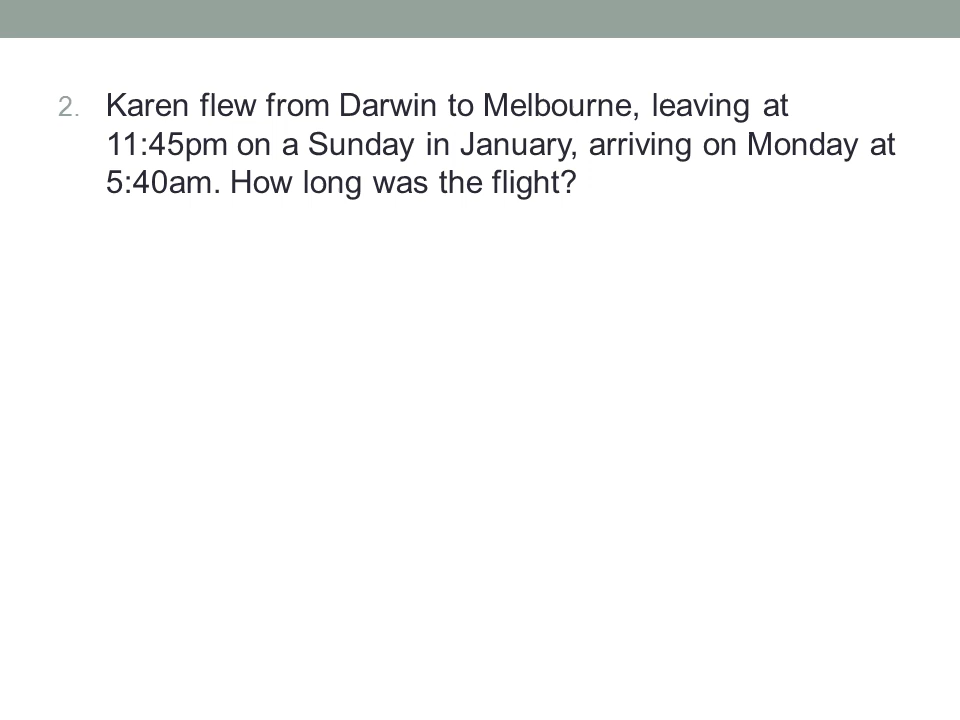 2. Karen flew from Darwin to Melbourne, leaving at
11:45pm on a Sunday in January, arriving on Monday at
5:40am. How long was the flight?